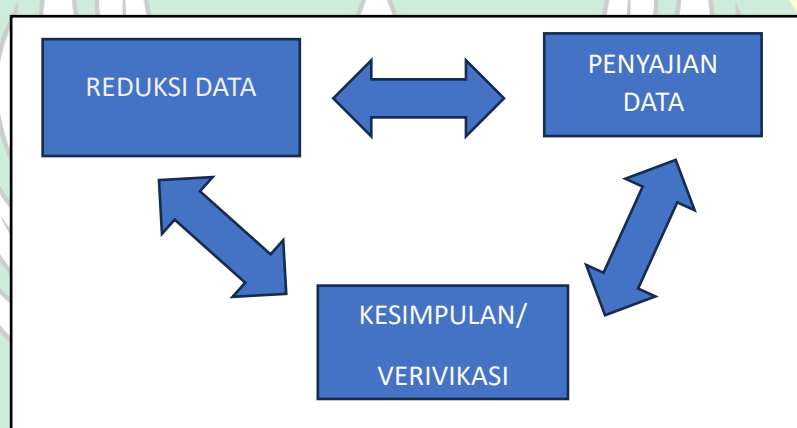 REDUKSI DATA
PENYAJIAN
DATA
KESIMPULAN/
VERIVIKASI